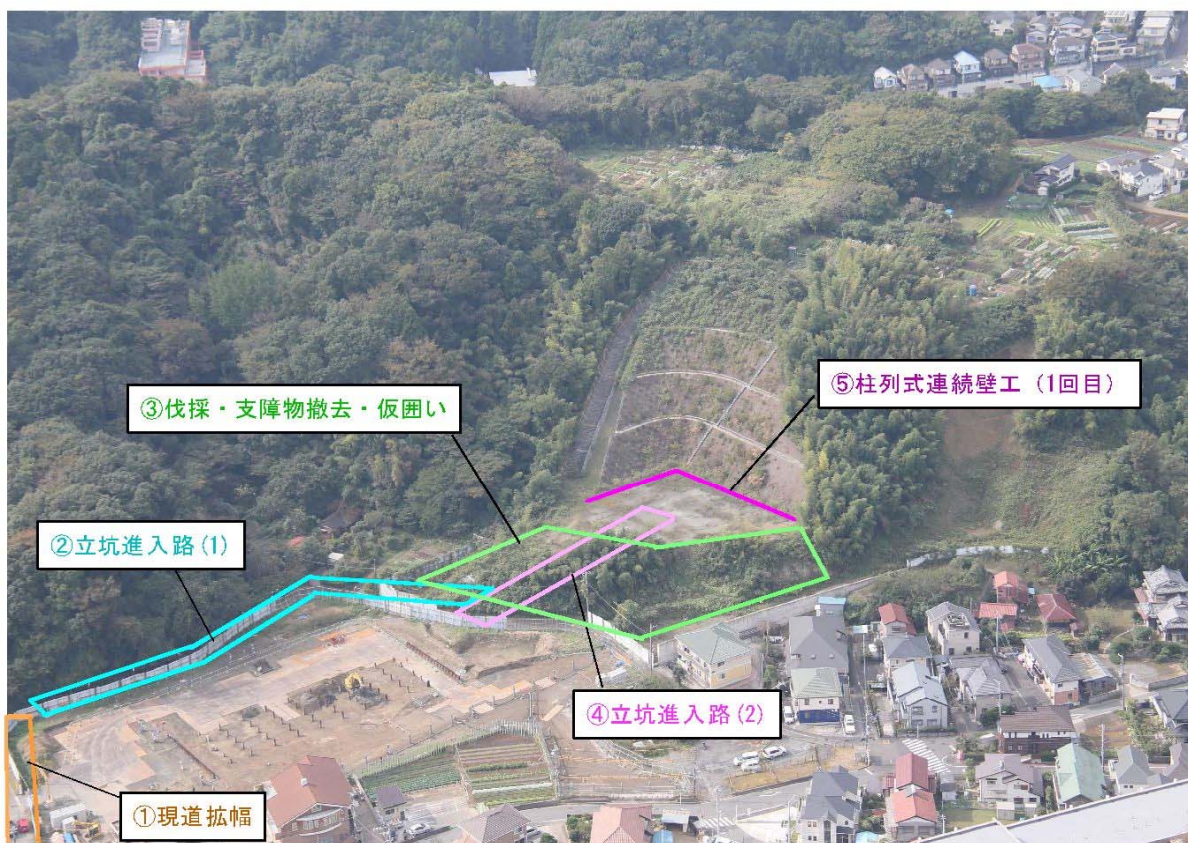 ③伐採・支障物撤去・仮囲い
⑤柱列式連続壁工（1回目）
②立坑進入路(1)
④立坑進入路(2)
①現道拡幅